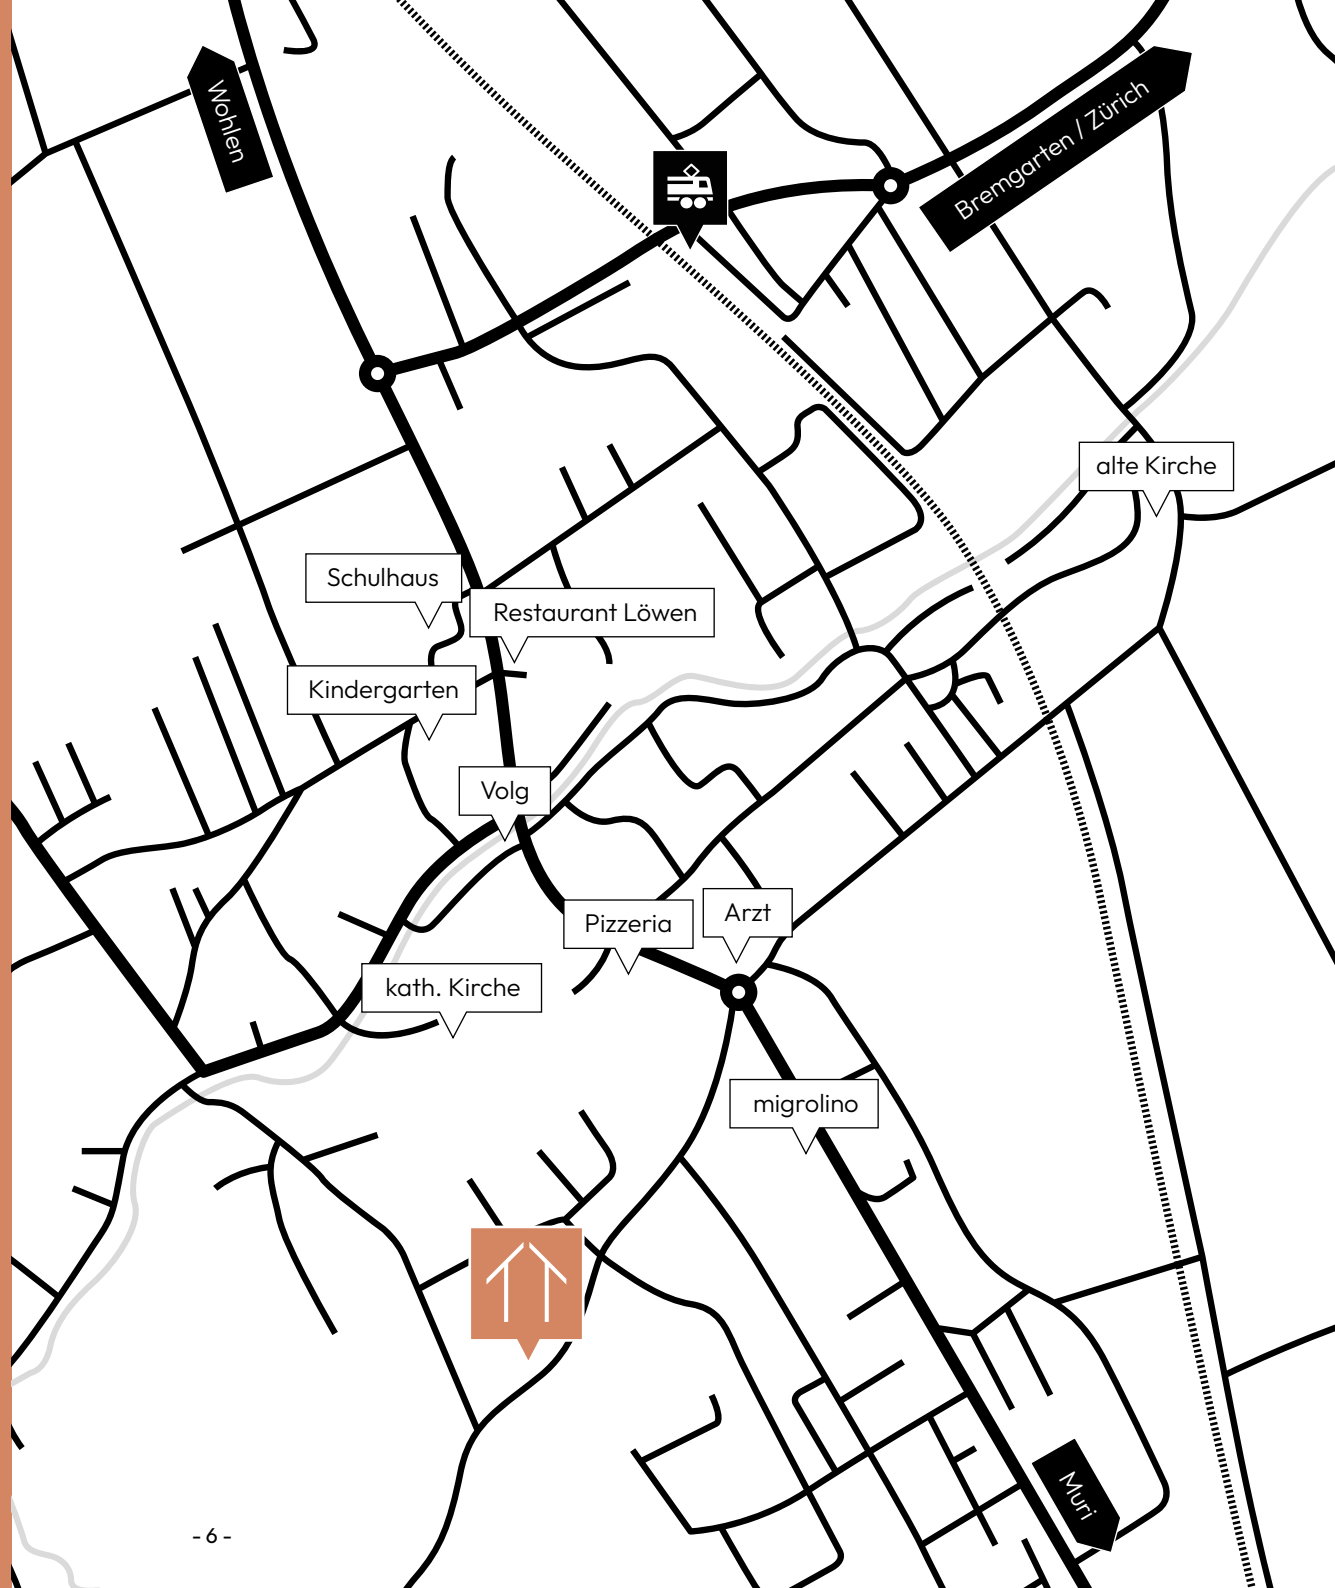 Wohlen
Bremgarten / Zürich
alte Kirche
Schulhaus
Restaurant Löwen
Kindergarten
Volg
Pizzeria
Arzt
kath. Kirche
migrolino
Muri
- 6 -